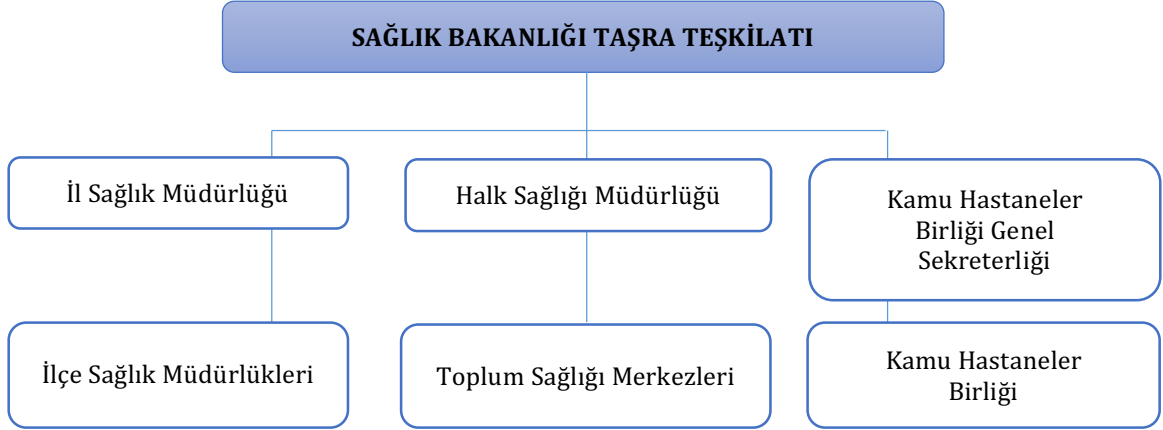 SAĞLIK BAKANLIĞI TAŞRA TEŞKİLATI
İl Sağlık Müdürlüğü
Halk Sağlığı Müdürlüğü
Kamu Hastaneler
Birliği Genel
Sekreterliği
İlçe Sağlık Müdürlükleri
Toplum Sağlığı Merkezleri
Kamu Hastaneler
Birliği